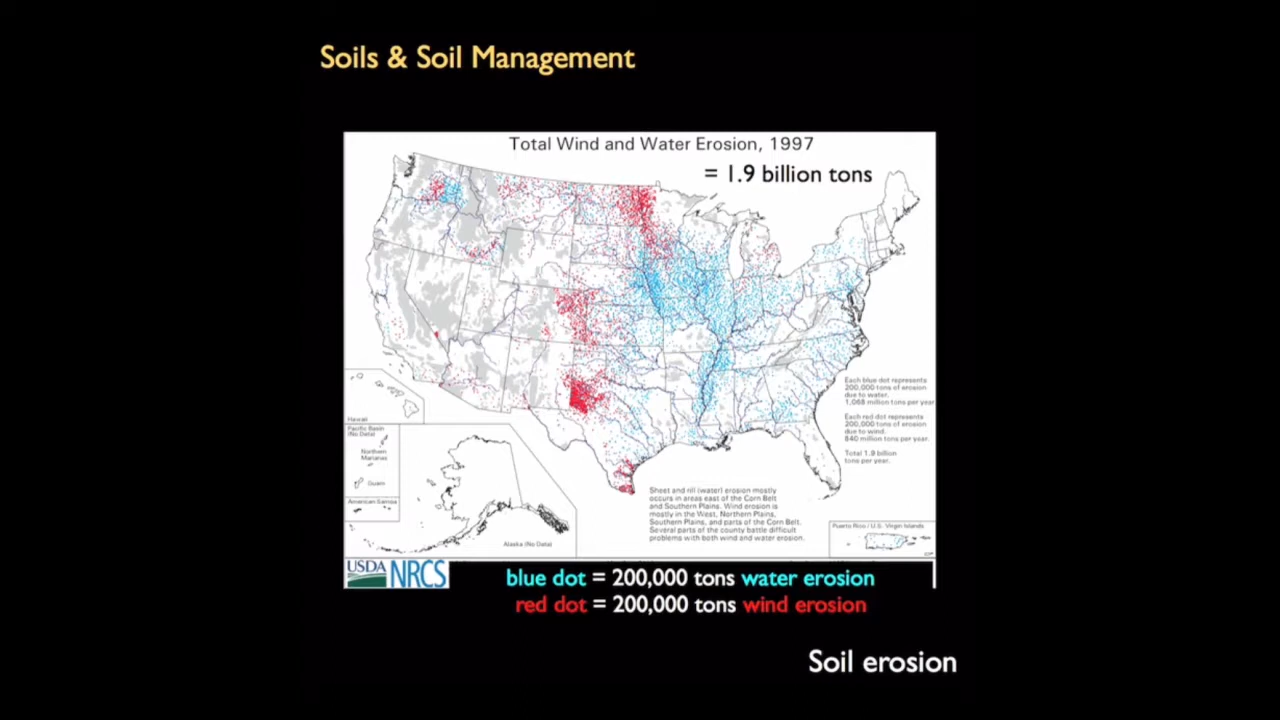 Soils & Soil Management
Total Wind and Water Erosion, 1997
= 1.9 billion tons
Each blue dot represents
200,000 tons of erosion
due to water.
1,068 million tons per year
Each red dot represents
200,000 tons of erosion
due to wind.
840 million tons per year.
Total 1.9 billion
tons per year.
Hawaii
Pacific Basin
(No Data)
Northern
Marianas
Guam
American Samoa
Alaska (No Data)
Sheet and rill (water) erosion mostly
occurs in areas east of the Corn Belt
and Southern Plains. Wind erosion is
mostly in the West, Northern Plains,
Southern Plains, and parts of the Corn Belt.
Several parts of the county battle difficult
problems with both wind and water erosion.
Puerto Rico / U.S. Virgin Islands
USDA NRCS
blue dot = 200,000 tons water erosion
red dot = 200,000 tons wind erosion
Soil erosion